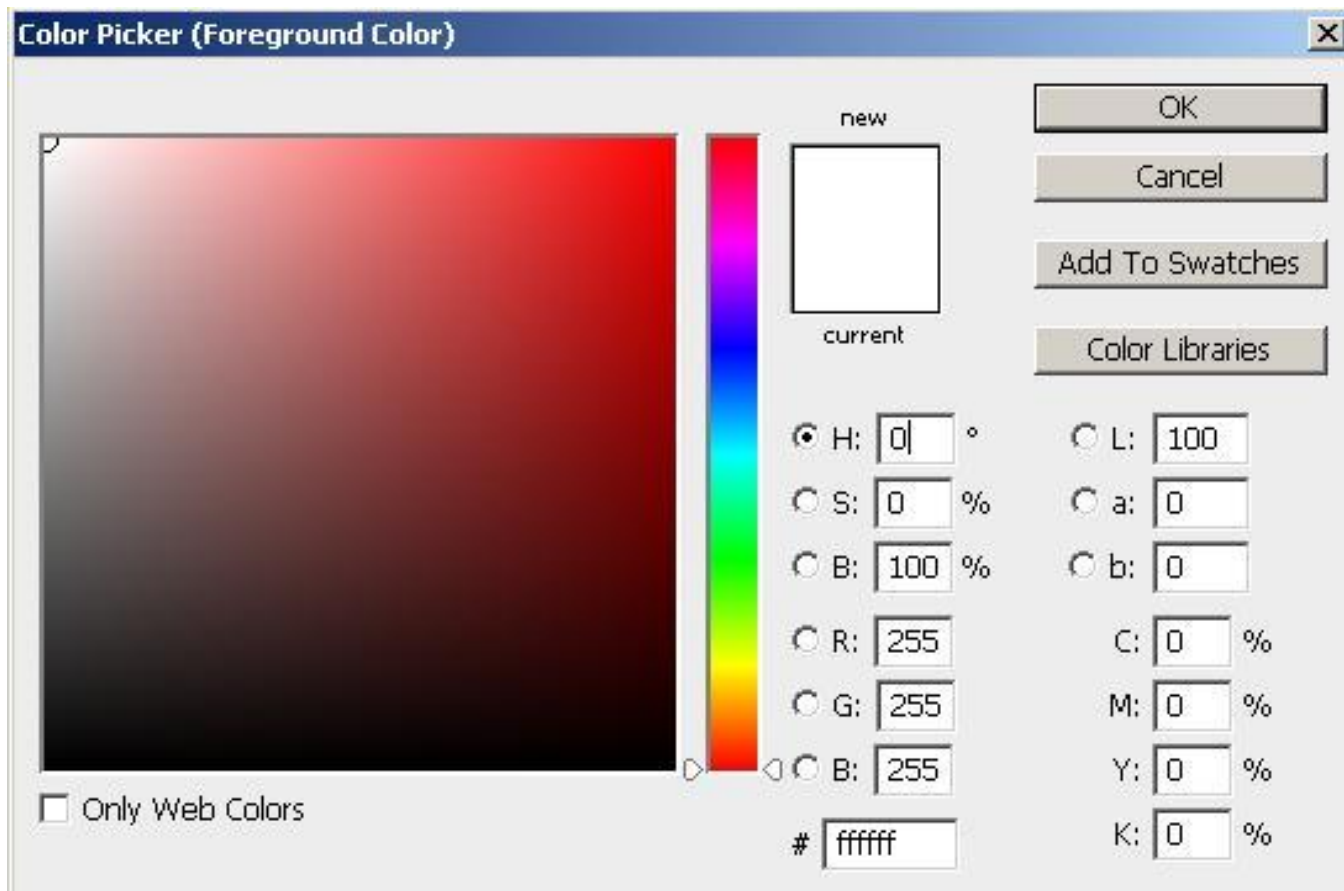 Color Picker (Foreground Color)
new
current
OK
Cancel
Add To Swatches
Color Libraries
H: 0 °
S: 0 %
B: 100 %
R: 255
G: 255
B: 255
# ffffff
L: 100
a: 0
b: 0
C: 0 %
M: 0 %
Y: 0 %
K: 0 %
Only Web Colors